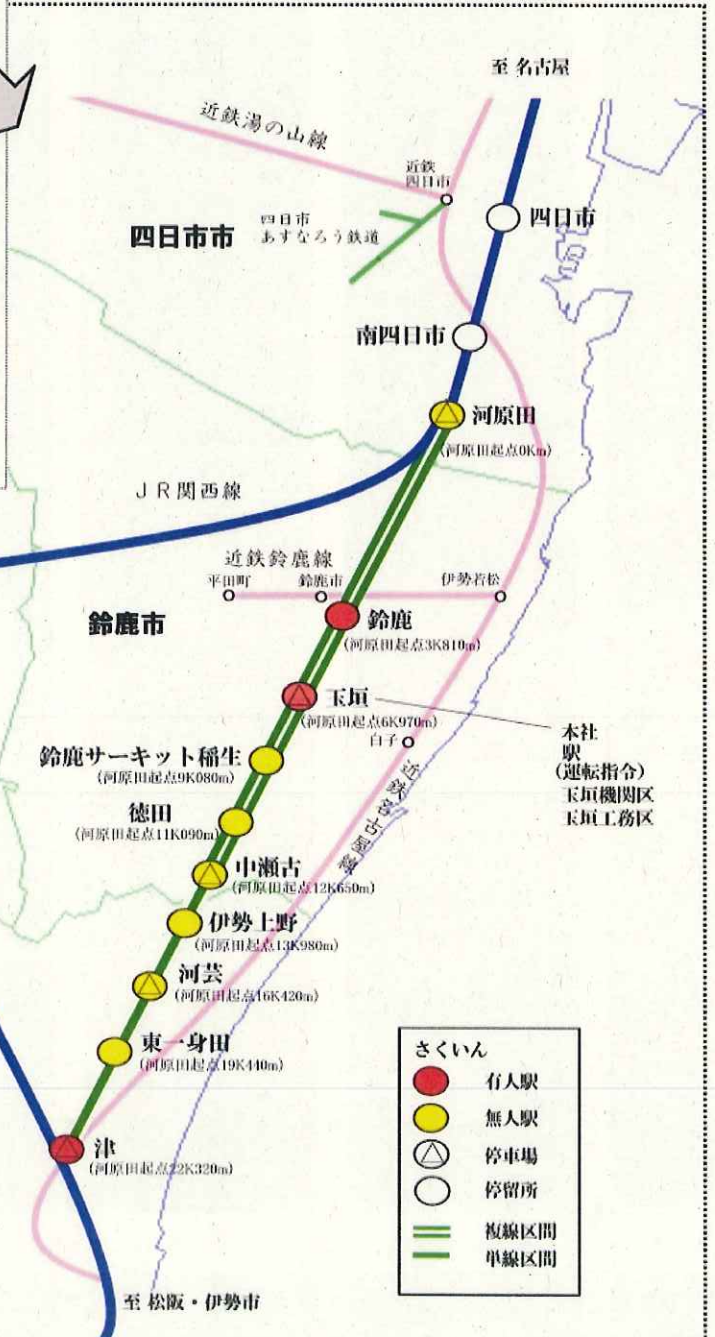 至 名古屋
近鉄湯の山線
近鉄
四日市
四日市
四日市市
四日市
あすなろう鉄道
南四日市
河原田
(河原田起点0Km)
JR関西線
近鉄鈴鹿線
平田町
鈴鹿市
伊勢若松
鈴鹿市
鈴鹿
(河原田起点3K810m)
玉垣
(河原田起点6K970m)
白子
本社
駅
(運転指令)
玉垣機関区
玉垣工務区
鈴鹿サーキット稲生
(河原田起点9K080m)
近鉄名古屋線
徳田
(河原田起点11K090m)
中瀬古
(河原田起点12K650m)
伊勢上野
(河原田起点13K980m)
河芸
(河原田起点16K420m)
東一身田
(河原田起点19K440m)
津
(河原田起点22K320m)
さくいん
有人駅
無人駅
停車場
停留所
複線区間
単線区間
至 松阪・伊勢市